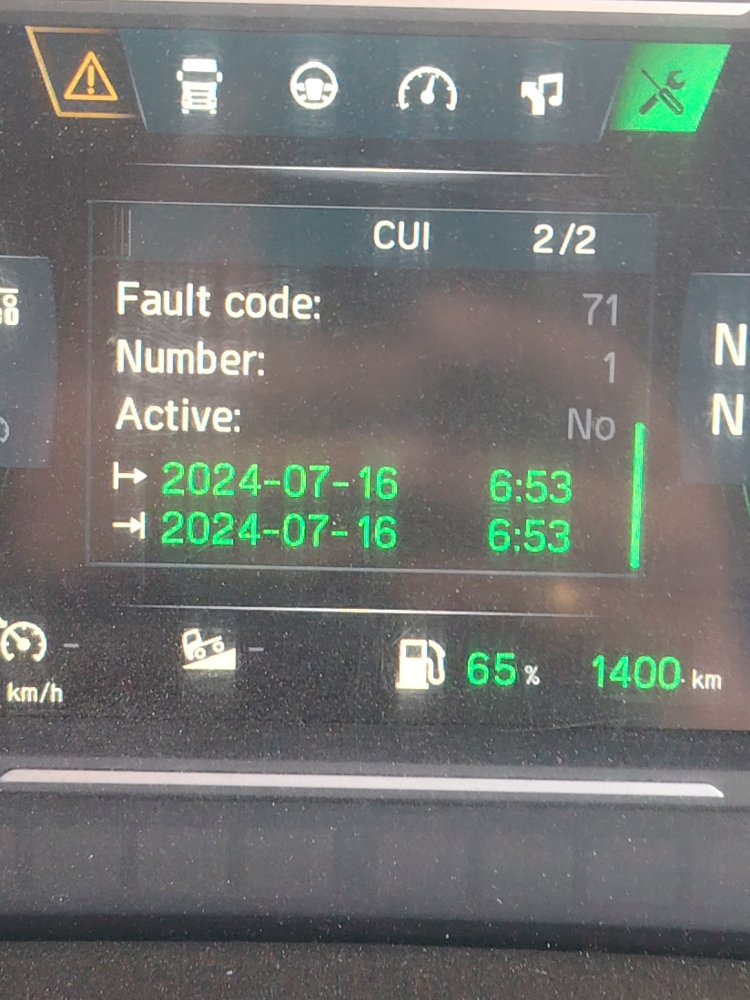 CUI 2/2
Fault code: 71
Number: 1
Active: No
2024-07-16 6:53
2024-07-16 6:53
N
N
km/h
65 % 1400 km